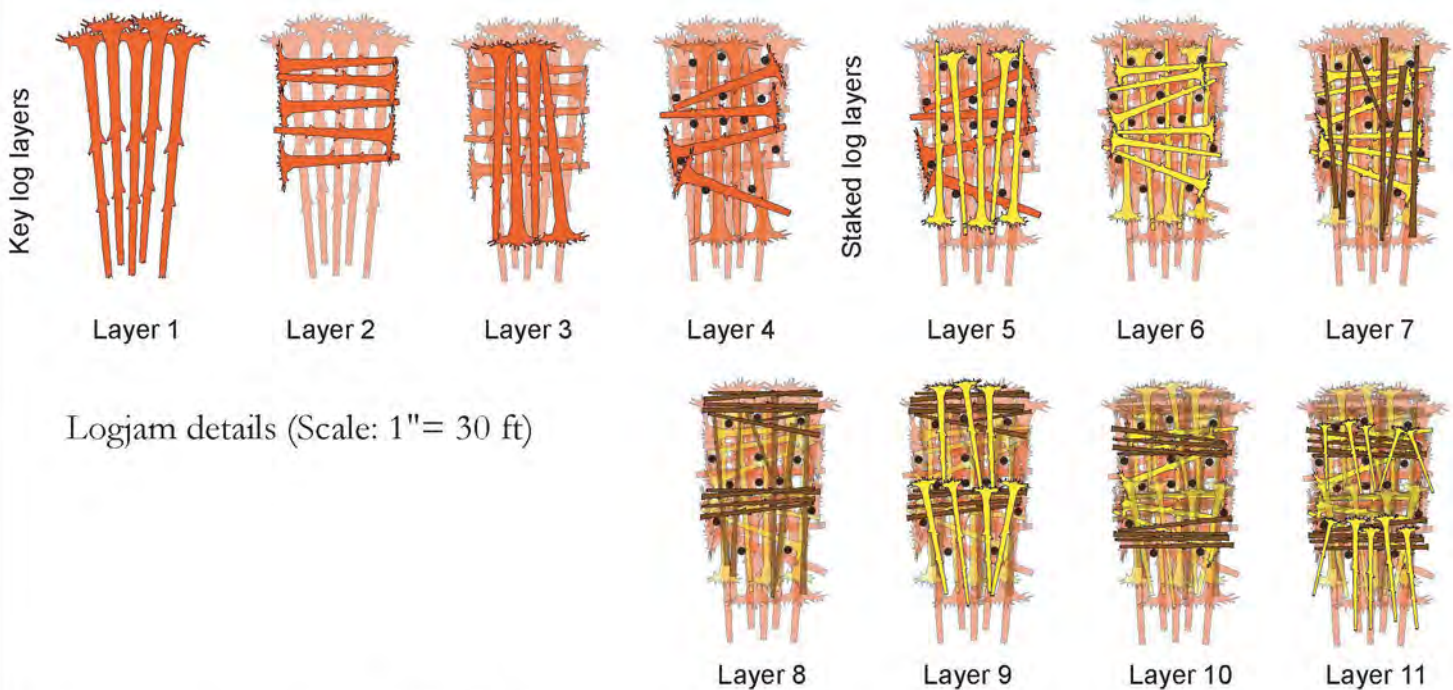 Key log layers
Layer 1
Layer 2
Layer 3
Layer 4
Staked log layers
Layer 5
Layer 6
Layer 7
Logjam details (Scale: 1"= 30 ft)
Layer 8
Layer 9
Layer 10
Layer 11